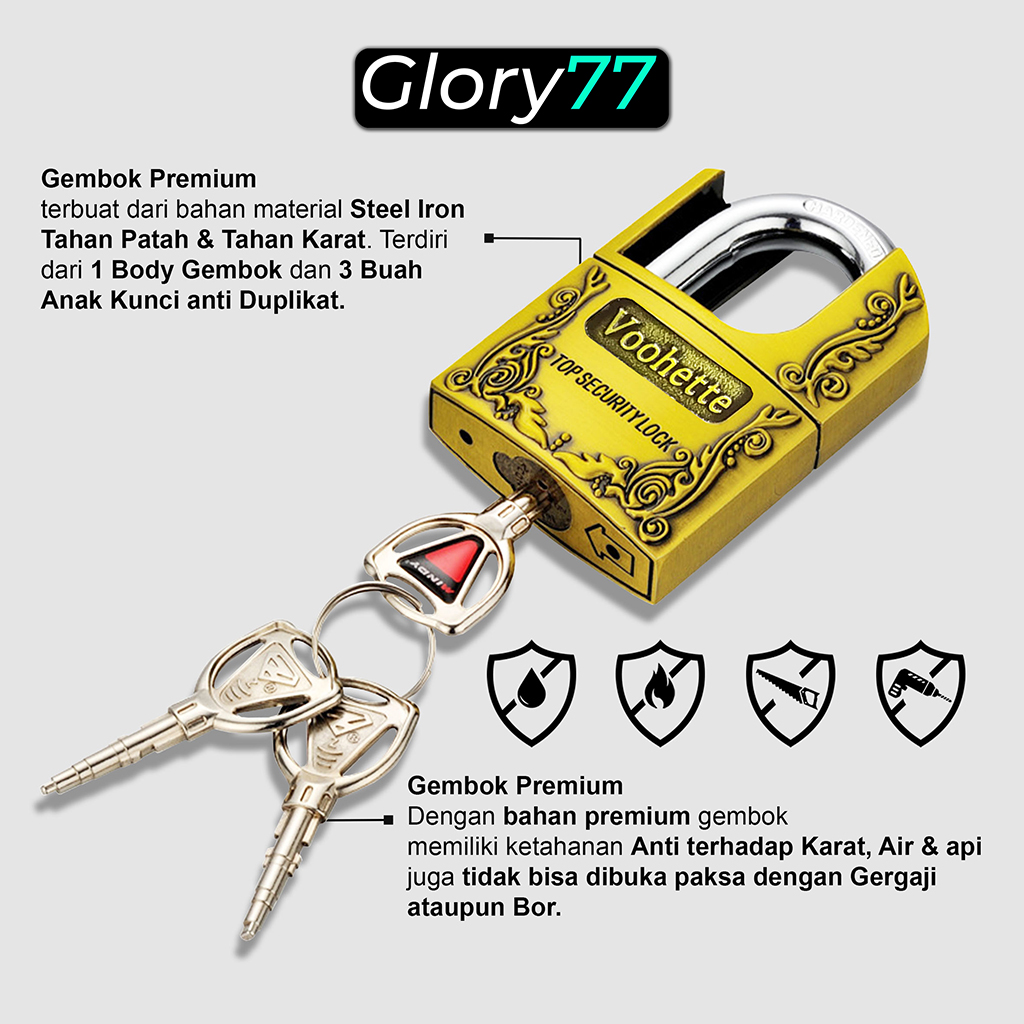 Glory77
Gembok Premium
terbuat dari bahan material Steel Iron
Tahan Patah & Tahan Karat. Terdiri
dari 1 Body Gembok dan 3 Buah
Anak Kunci anti Duplikat.
Voohette
TOP SECURITY LOCK
Gembok Premium
Dengan bahan premium gembok
memiliki ketahanan Anti terhadap Karat, Air & api
juga tidak bisa dibuka paksa dengan Gergaji
ataupun Bor.